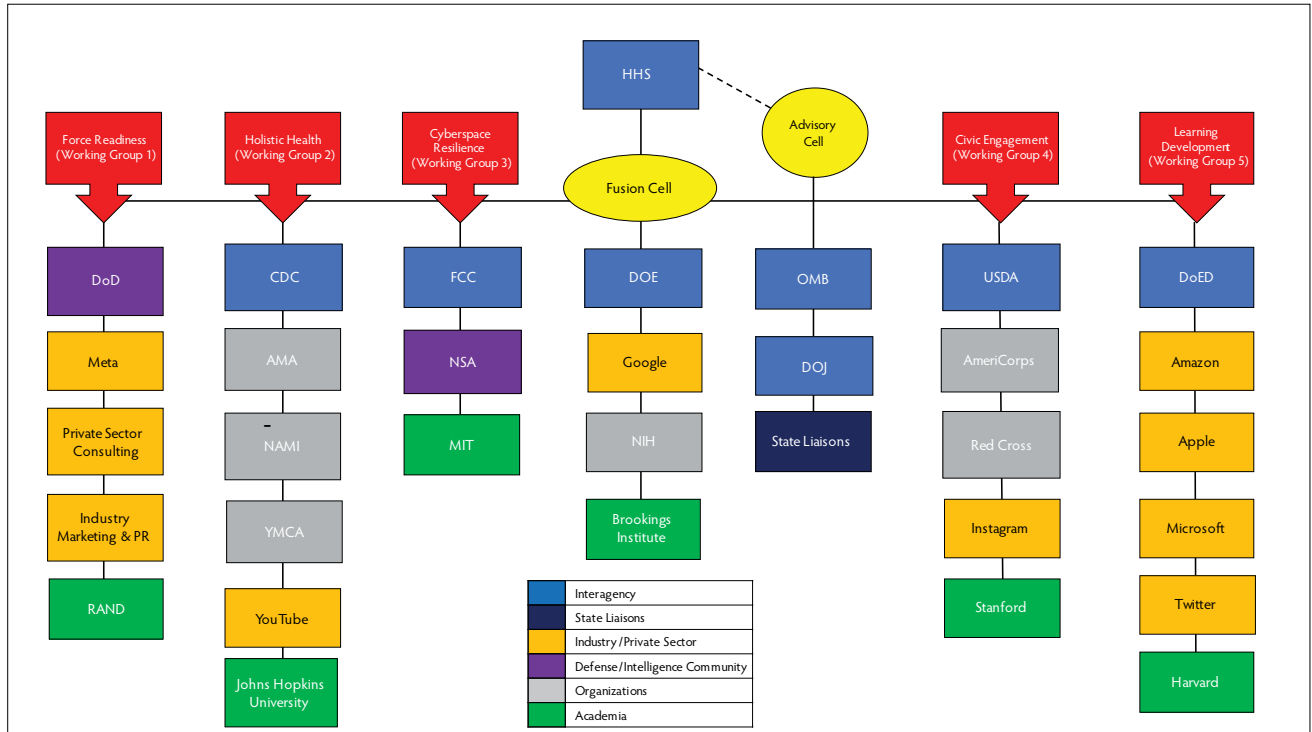 HHS
Advisory
Cell
Fusion Cell
Force Readiness
(Working Group 1)
Holistic Health
(Working Group 2)
Cyberspace
Resilience
(Working Group 3)
Civic Engagement
(Working Group 4)
Learning
Development
(Working Group 5)
DoD
Meta
Private Sector
Consulting
Industry
Marketing & PR
RAND
CDC
AMA
NAMI
YMCA
YouTube
Johns Hopkins
University
FCC
NSA
MIT
DOE
Google
NIH
Brookings
Institute
OMB
DOJ
State Liaisons
USDA
AmeriCorps
Red Cross
Instagram
Stanford
DoED
Amazon
Apple
Microsoft
Twitter
Harvard
Interagency
State Liaisons
Industry/Private Sector
Defense/Intelligence Community
Organizations
Academia